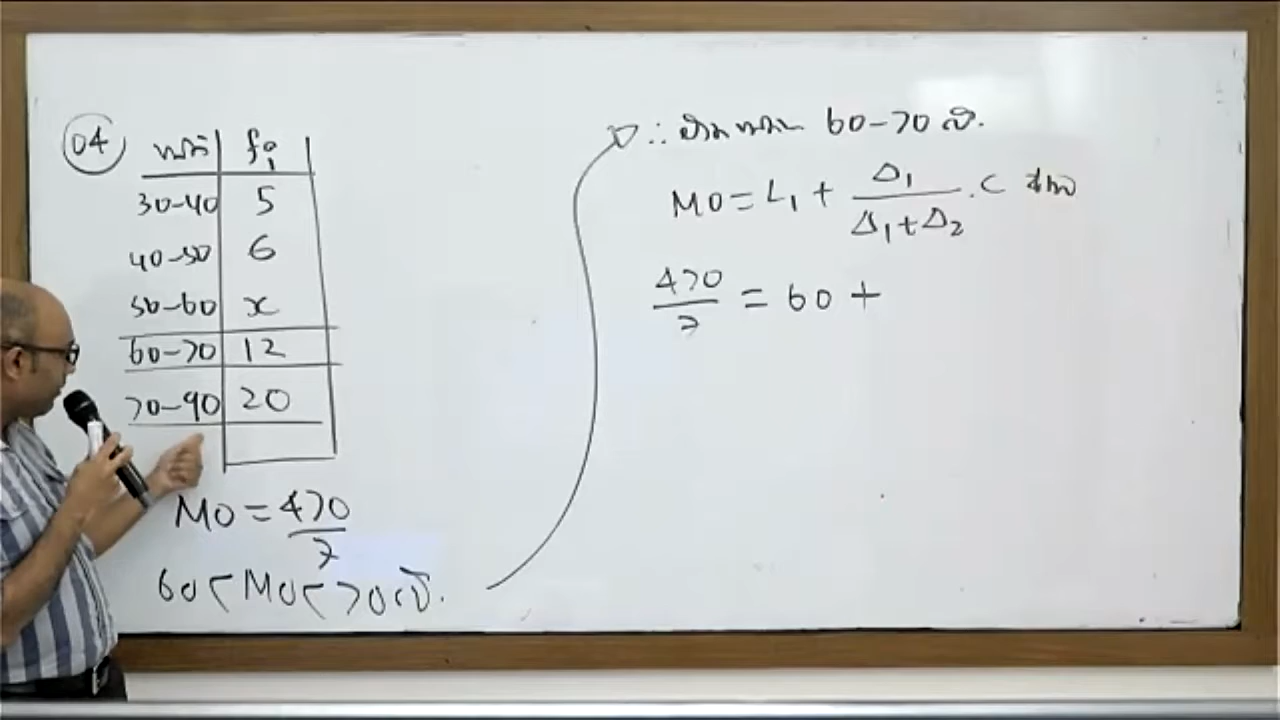 04
fi
30-40 5
40-50 6
50-60 x
60-70 12
70-90 20
MO = 470/7
60 < MO < 70
∴ 60-70
MO = L₁ + Δ₁/(Δ₁+Δ₂) . C
470/7 = 60 +